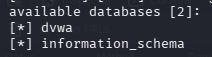 available databases [2]:
[*] dvwa
[*] information_schema